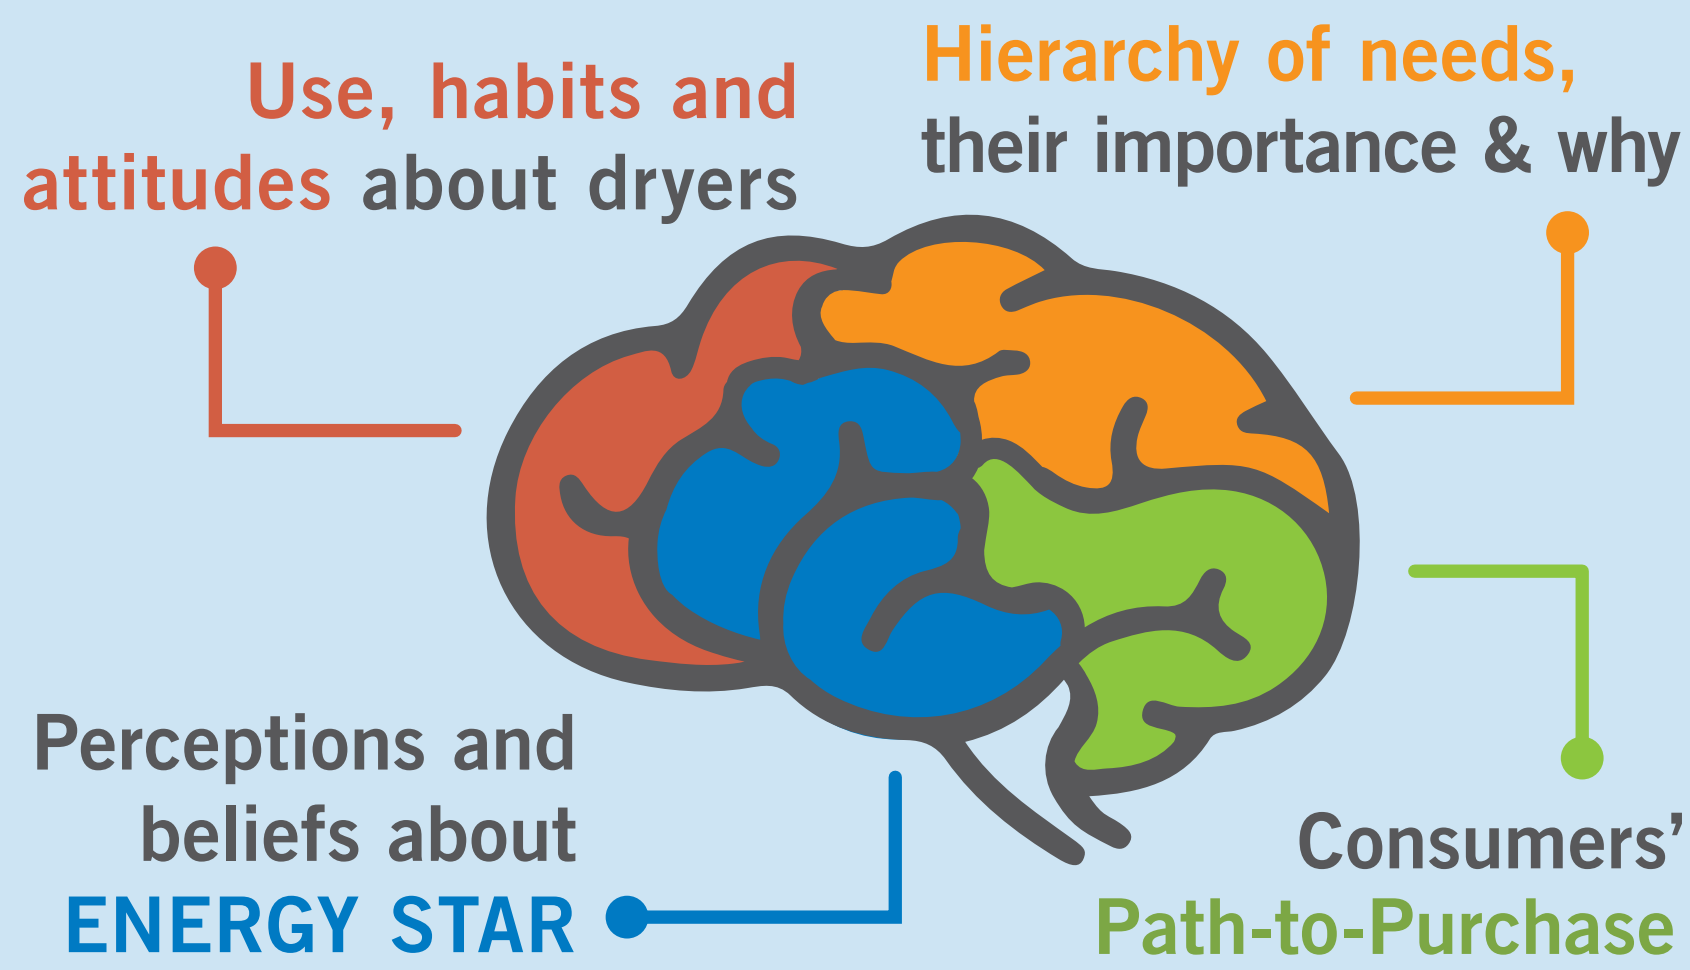 Use, habits and
attitudes about dryers
Hierarchy of needs,
their importance & why
Perceptions and
beliefs about
ENERGY STAR
Consumers’
Path-to-Purchase